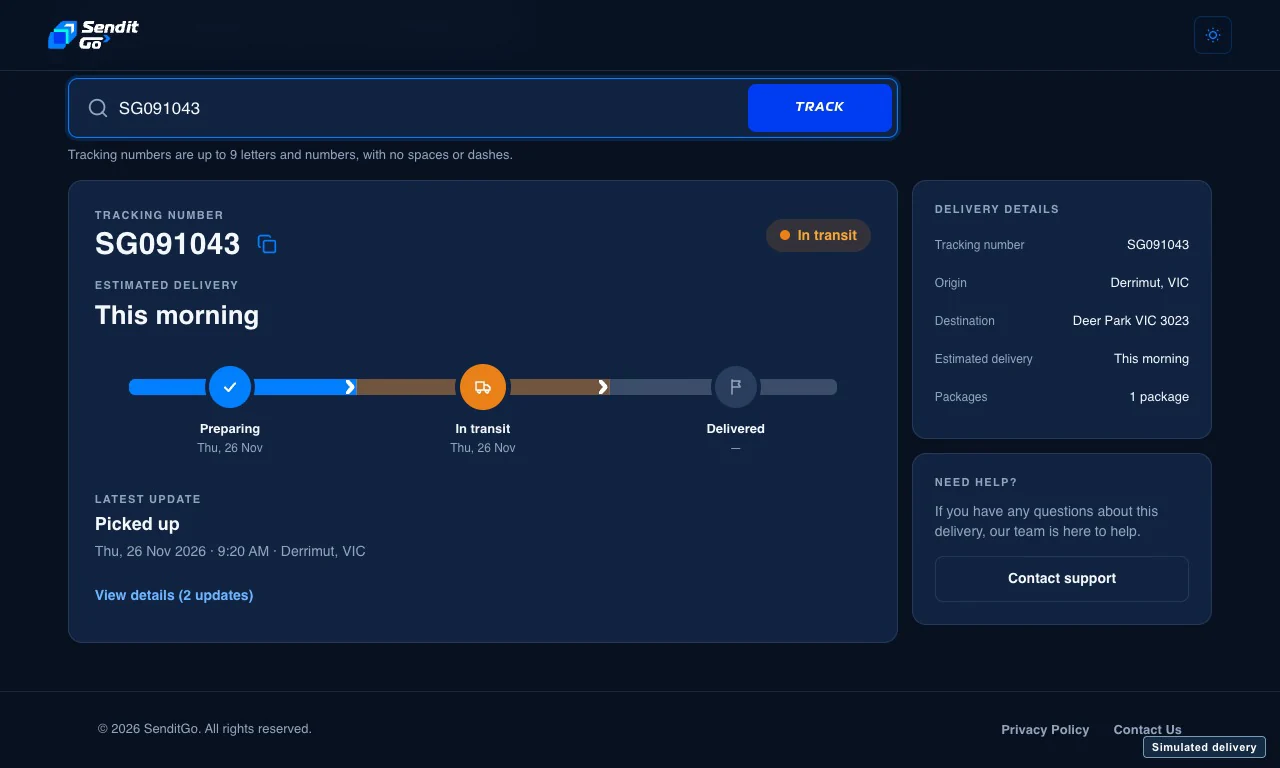 Sendit
Go
SG091043
TRACK
Tracking numbers are up to 9 letters and numbers, with no spaces or dashes.
TRACKING NUMBER
SG091043
In transit
ESTIMATED DELIVERY
This morning
Preparing
Thu, 26 Nov
In transit
Thu, 26 Nov
Delivered
—
LATEST UPDATE
Picked up
Thu, 26 Nov 2026 · 9:20 AM · Derrimut, VIC
View details (2 updates)
DELIVERY DETAILS
Tracking number SG091043
Origin Derrimut, VIC
Destination Deer Park VIC 3023
Estimated delivery This morning
Packages 1 package
NEED HELP?
If you have any questions about this
delivery, our team is here to help.
Contact support
© 2026 SenditGo. All rights reserved.
Privacy Policy Contact Us
Simulated delivery